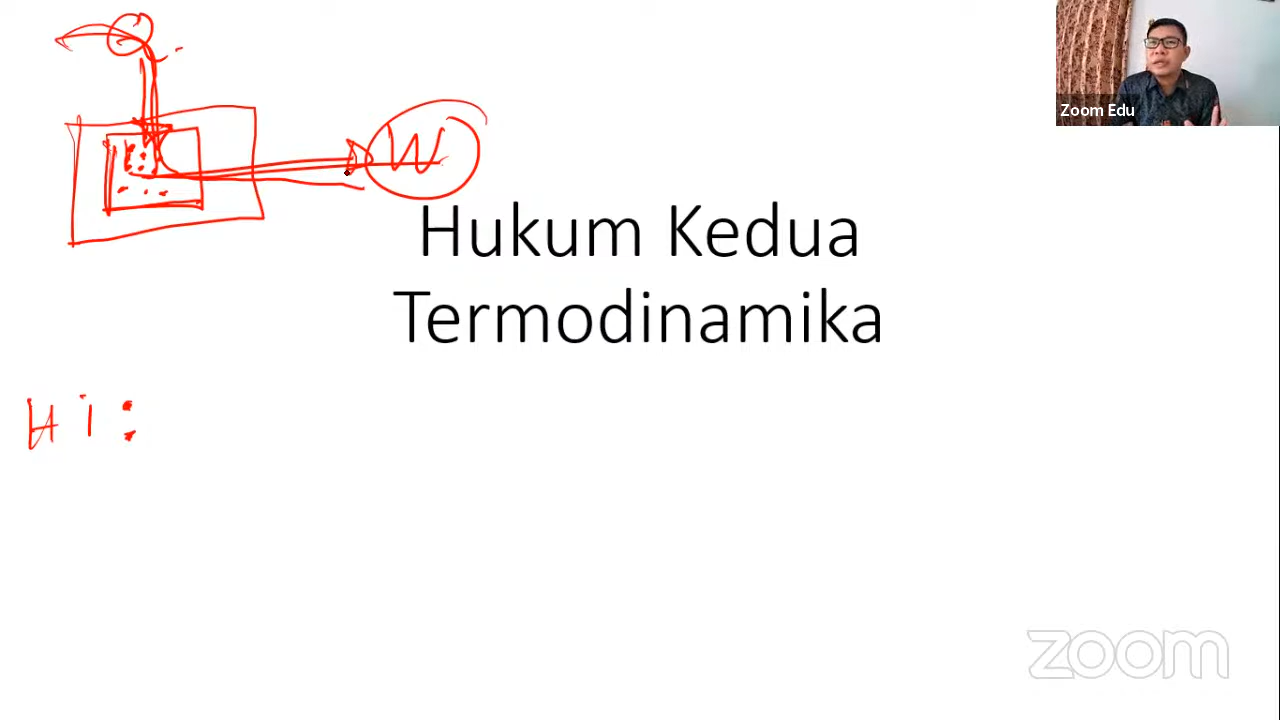 Zoom Edu
W
Hukum Kedua
Termodinamika
H i :
zoom